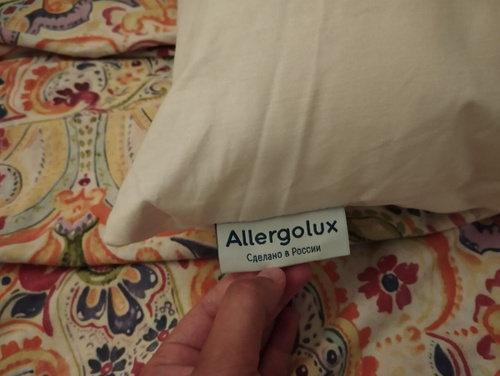 Allergolux
Сделано в России